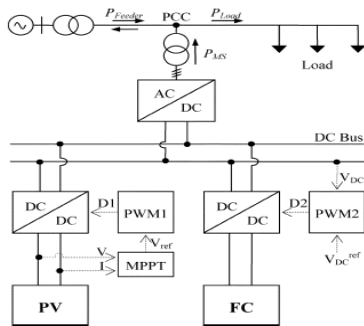 P_Feeder PCC P_Load
P_MS
Load
AC
DC
DC Bus
V_DC
DC
DC
D1
PWM1
DC
DC
D2
PWM2
V
V_ref
I
MPPT
V_DC^ref
PV
FC